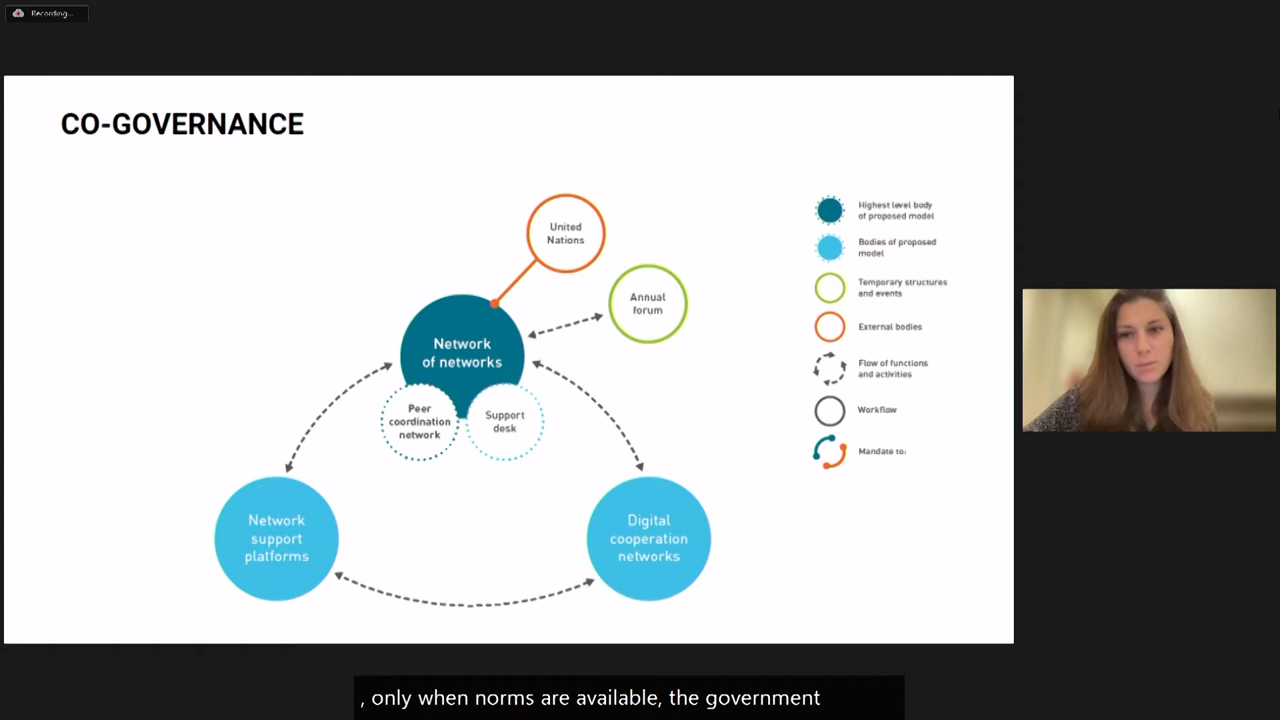 Recording...
CO-GOVERNANCE
United
Nations
Annual
forum
Network
of networks
Peer
coordination
network
Support
desk
Network
support
platforms
Digital
cooperation
networks
Highest level body
of proposed model
Bodies of proposed
model
Temporary structures
and events
External bodies
Flow of functions
and activities
Workflow
Mandate to:
, only when norms are available, the government